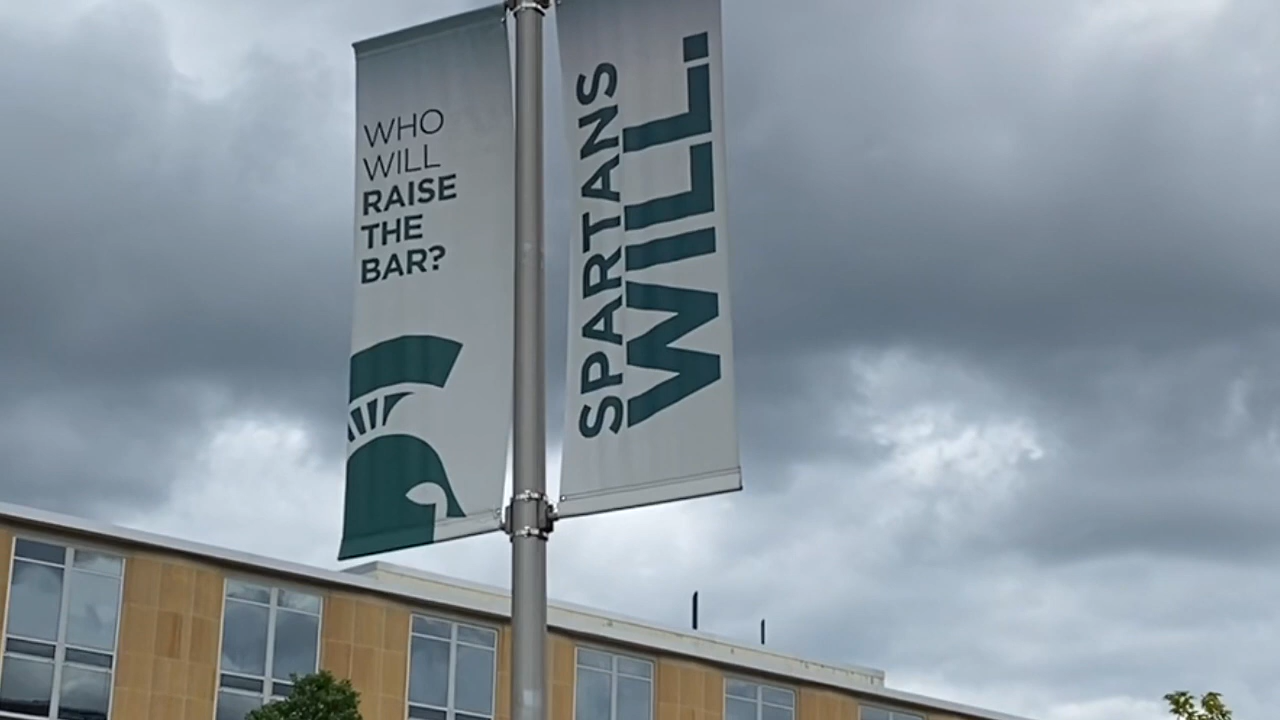 WHO
WILL
RAISE
THE
BAR?
SPARTANS
WILL.